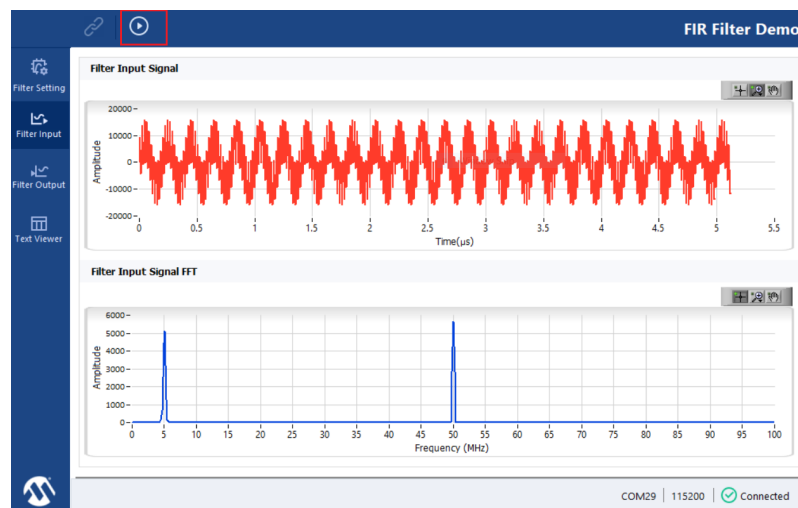 FIR Filter Demo
Filter Setting
Filter Input
Filter Output
Text Viewer
Filter Input Signal
Amplitude
20000
10000
0
-10000
-20000
0 0.5 1 1.5 2 2.5 3 3.5 4 4.5 5 5.5
Time(µs)
Filter Input Signal FFT
Amplitude
6000
5000
4000
3000
2000
1000
0
0 5 10 15 20 25 30 35 40 45 50 55 60 65 70 75 80 85 90 95 100
Frequency (MHz)
COM29 115200 Connected